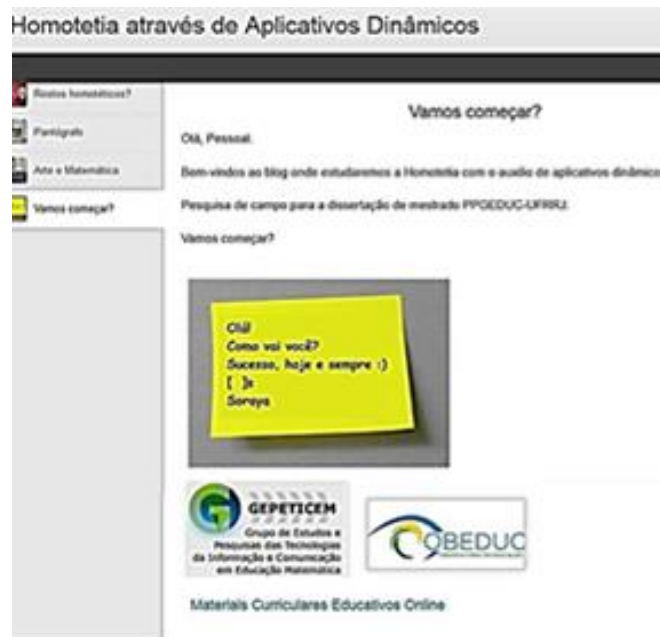 Homotetia através de Aplicativos Dinâmicos
Rostos homotéticos?
Pantógrafo
Arte e Matemática
Vamos começar?
Vamos começar?
Olá, Pessoal.
Bem-vindos ao blog onde estudaremos a Homotetia com o auxílio de aplicativos dinâmico
Pesquisa de campo para a dissertação de mestrado PPGEDUC-UFRRJ.
Vamos começar?
Olá!
Como vai você?
Sucesso, hoje e sempre :)
[ ]s
Soraya
GEPETICEM
Grupo de Estudos e
Pesquisas das Tecnologias
da Informação e Comunicação
em Educação Matemática
OBEDUC
Materiais Curriculares Educativos Online